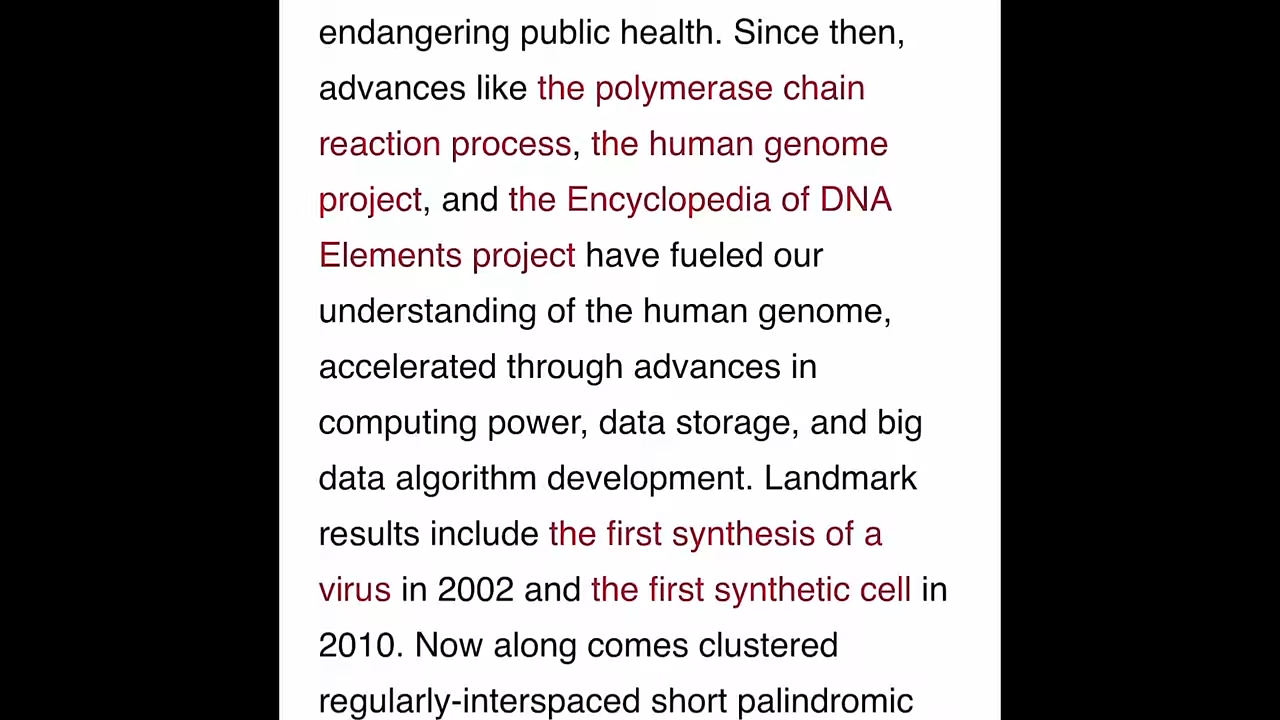 endangering public health. Since then,
advances like the polymerase chain
reaction process, the human genome
project, and the Encyclopedia of DNA
Elements project have fueled our
understanding of the human genome,
accelerated through advances in
computing power, data storage, and big
data algorithm development. Landmark
results include the first synthesis of a
virus in 2002 and the first synthetic cell in
2010. Now along comes clustered
regularly-interspaced short palindromic